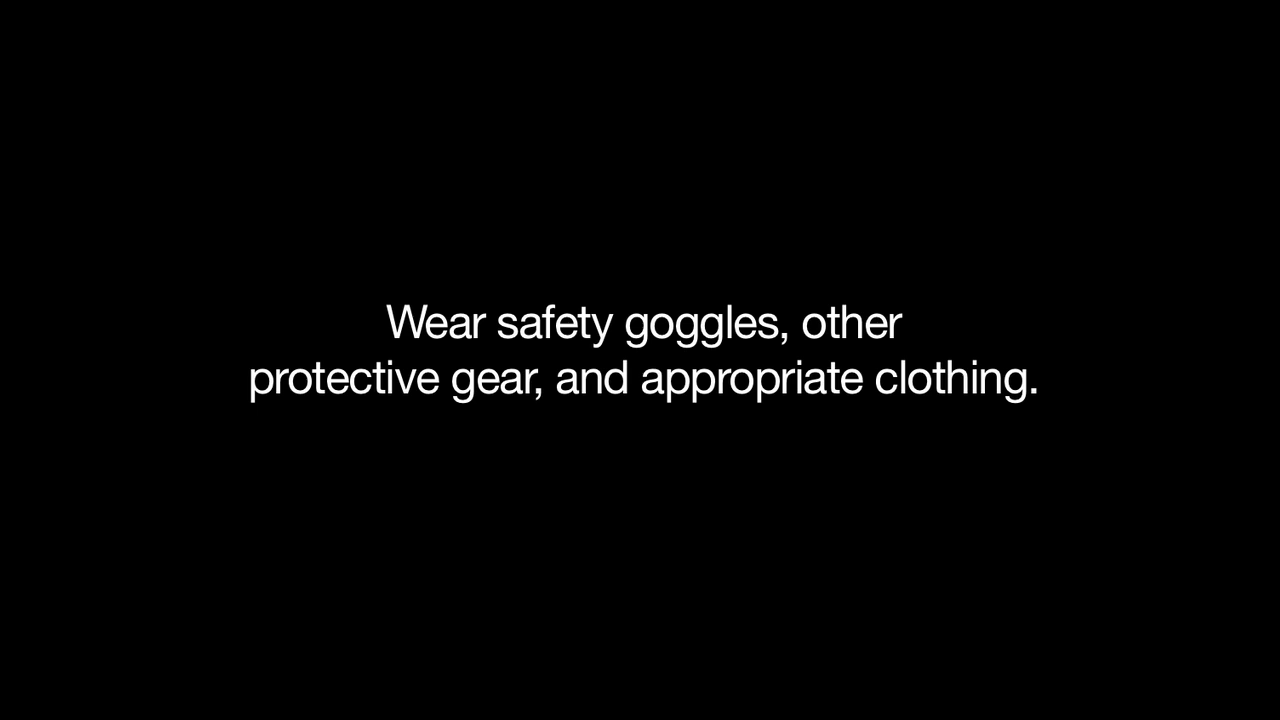 Wear safety goggles, other
protective gear, and appropriate clothing.